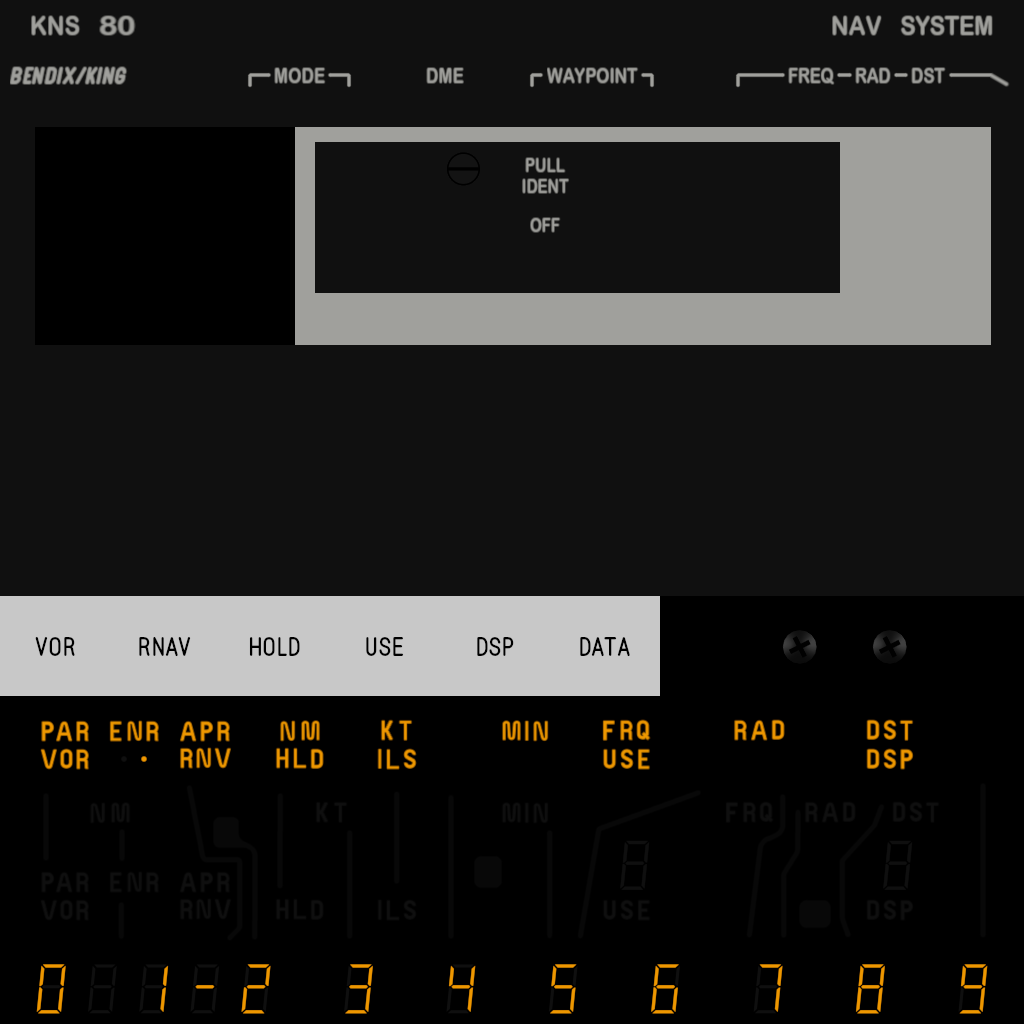 KNS 80 NAV SYSTEM
BENDIX/KING MODE DME WAYPOINT FREQ RAD DST
PULL
IDENT
OFF
VOR RNAV HOLD USE DSP DATA
PAR ENR APR NM KT MIN FRQ RAD DST
VOR RNV HLD ILS USE DSP
NM KT MIN FRQ RAD DST
8 8
PAR ENR APR
VOR RNV HLD ILS USE DSP
0 1 - 2 3 4 5 6 7 8 9